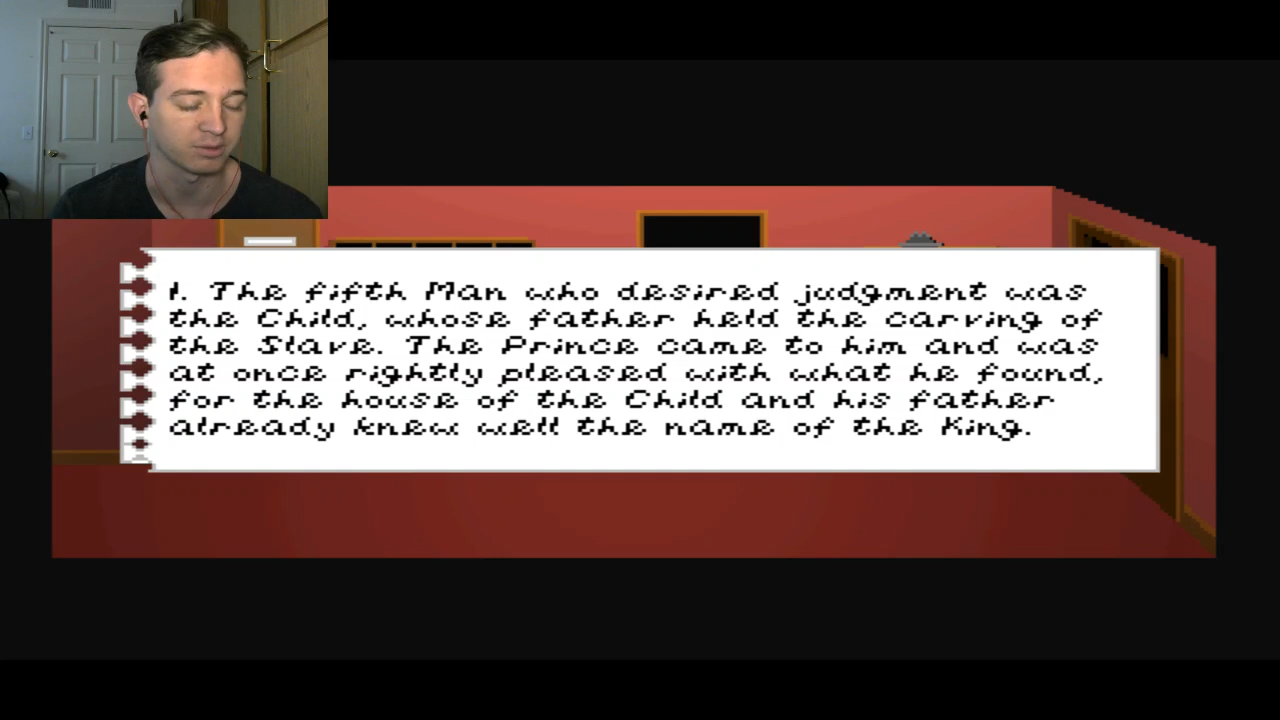 1. The fifth Man who desired judgment was
the Child, whose father held the carving of
the Slave. The Prince came to him and was
at once rightly pleased with what he found,
for the house of the Child and his father
already knew well the name of the King.